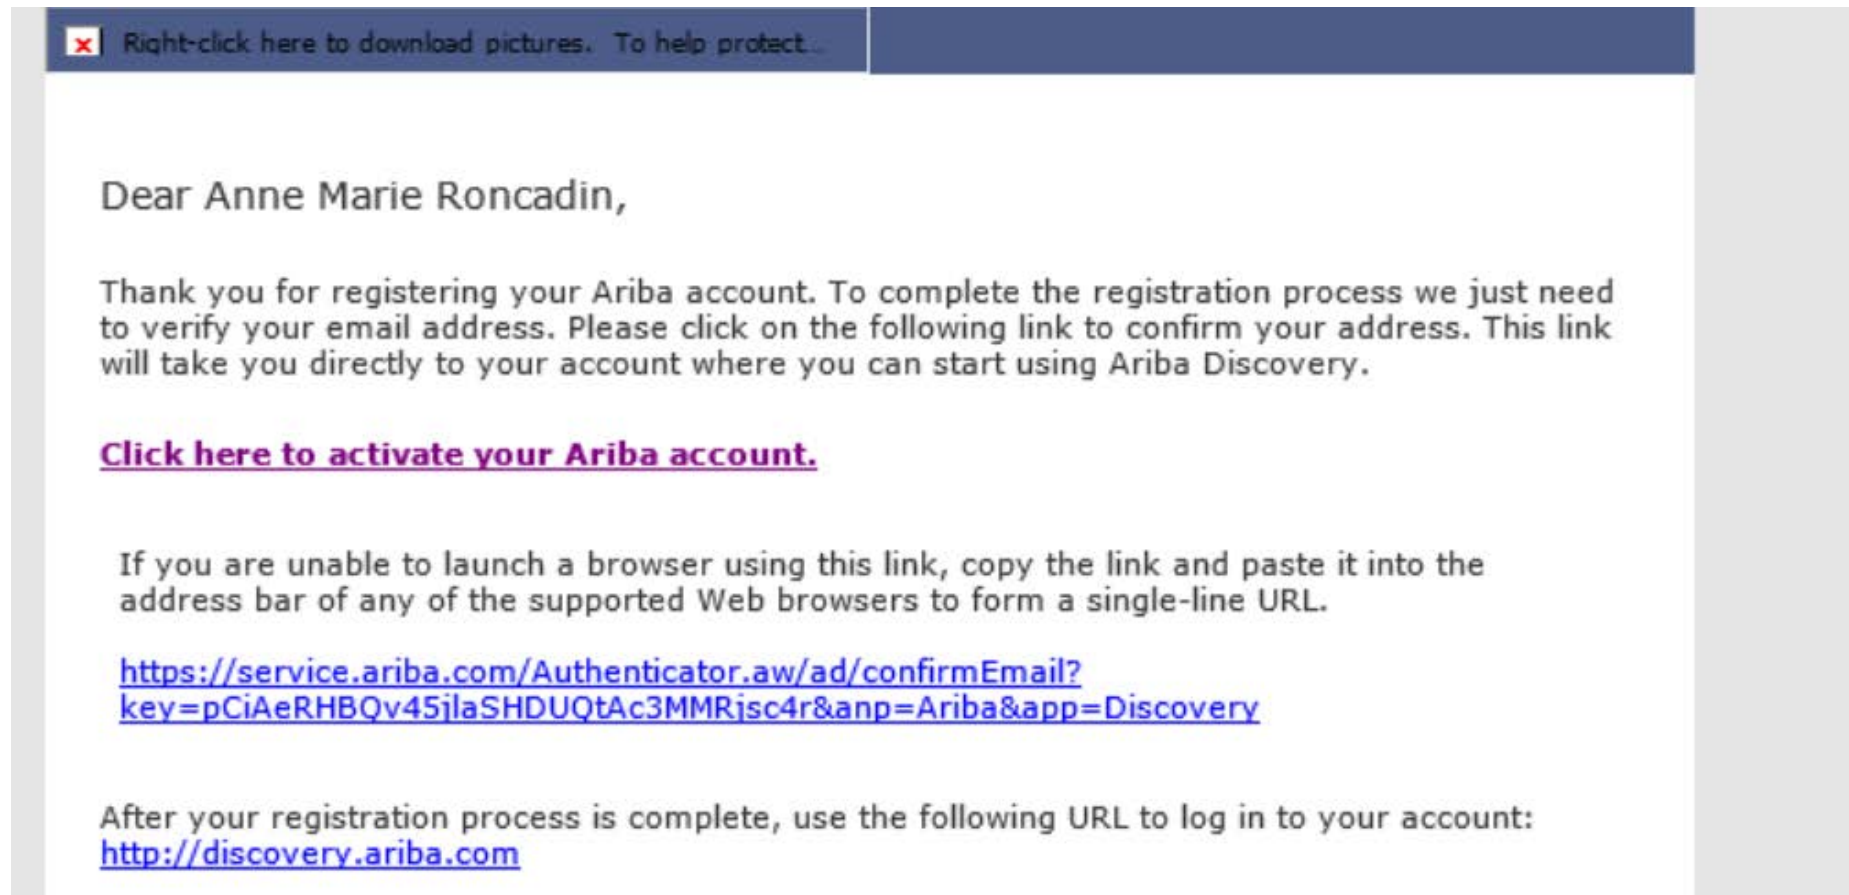 Right-click here to download pictures. To help protect...
Dear Anne Marie Roncadin,
Thank you for registering your Ariba account. To complete the registration process we just need
to verify your email address. Please click on the following link to confirm your address. This link
will take you directly to your account where you can start using Ariba Discovery.
Click here to activate your Ariba account.
If you are unable to launch a browser using this link, copy the link and paste it into the
address bar of any of the supported Web browsers to form a single-line URL.
https://service.ariba.com/Authenticator.aw/ad/confirmEmail?
key=pCiAeRHBQv45jlaSHDUQtAc3MMRjsc4r&anp=Ariba&app=Discovery
After your registration process is complete, use the following URL to log in to your account:
http://discovery.ariba.com